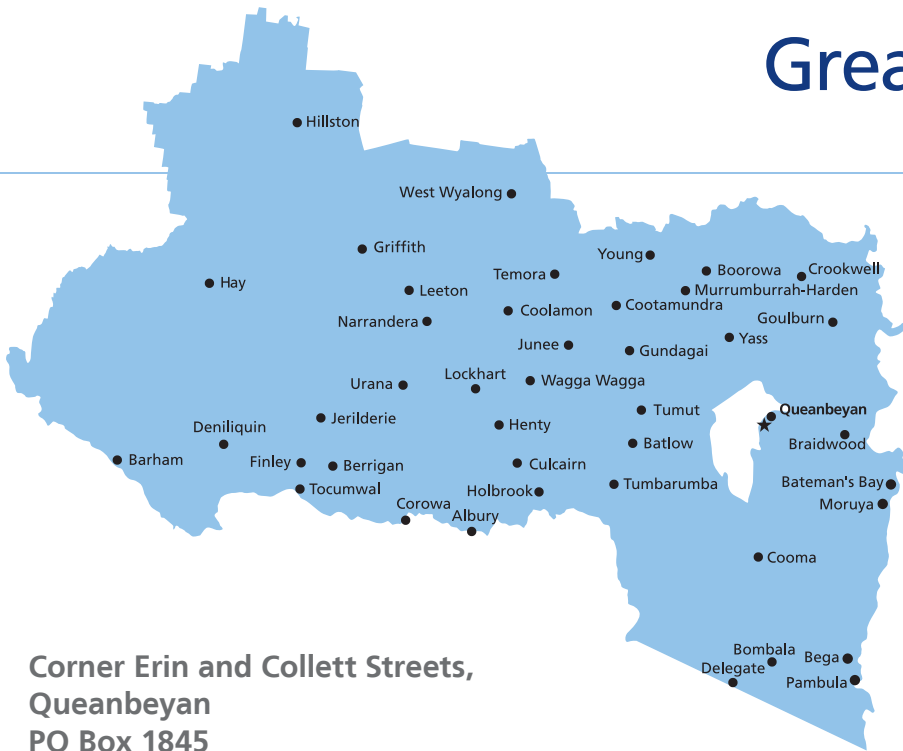 Grea
Hillston
West Wyalong
Griffith
Young
Temora
Boorowa
Crookwell
Hay
Leeton
Murrumburrah-Harden
Coolamon
Cootamundra
Goulburn
Narrandera
Junee
Gundagai
Yass
Urana
Lockhart
Wagga Wagga
Jerilderie
Tumut
Queanbeyan
Deniliquin
Henty
Batlow
Braidwood
Barham
Finley
Berrigan
Culcairn
Tocumwal
Holbrook
Tumbarumba
Bateman's Bay
Corowa
Albury
Moruya
Cooma
Bombala
Bega
Delegate
Pambula
Corner Erin and Collett Streets,
Queanbeyan
PO Box 1845